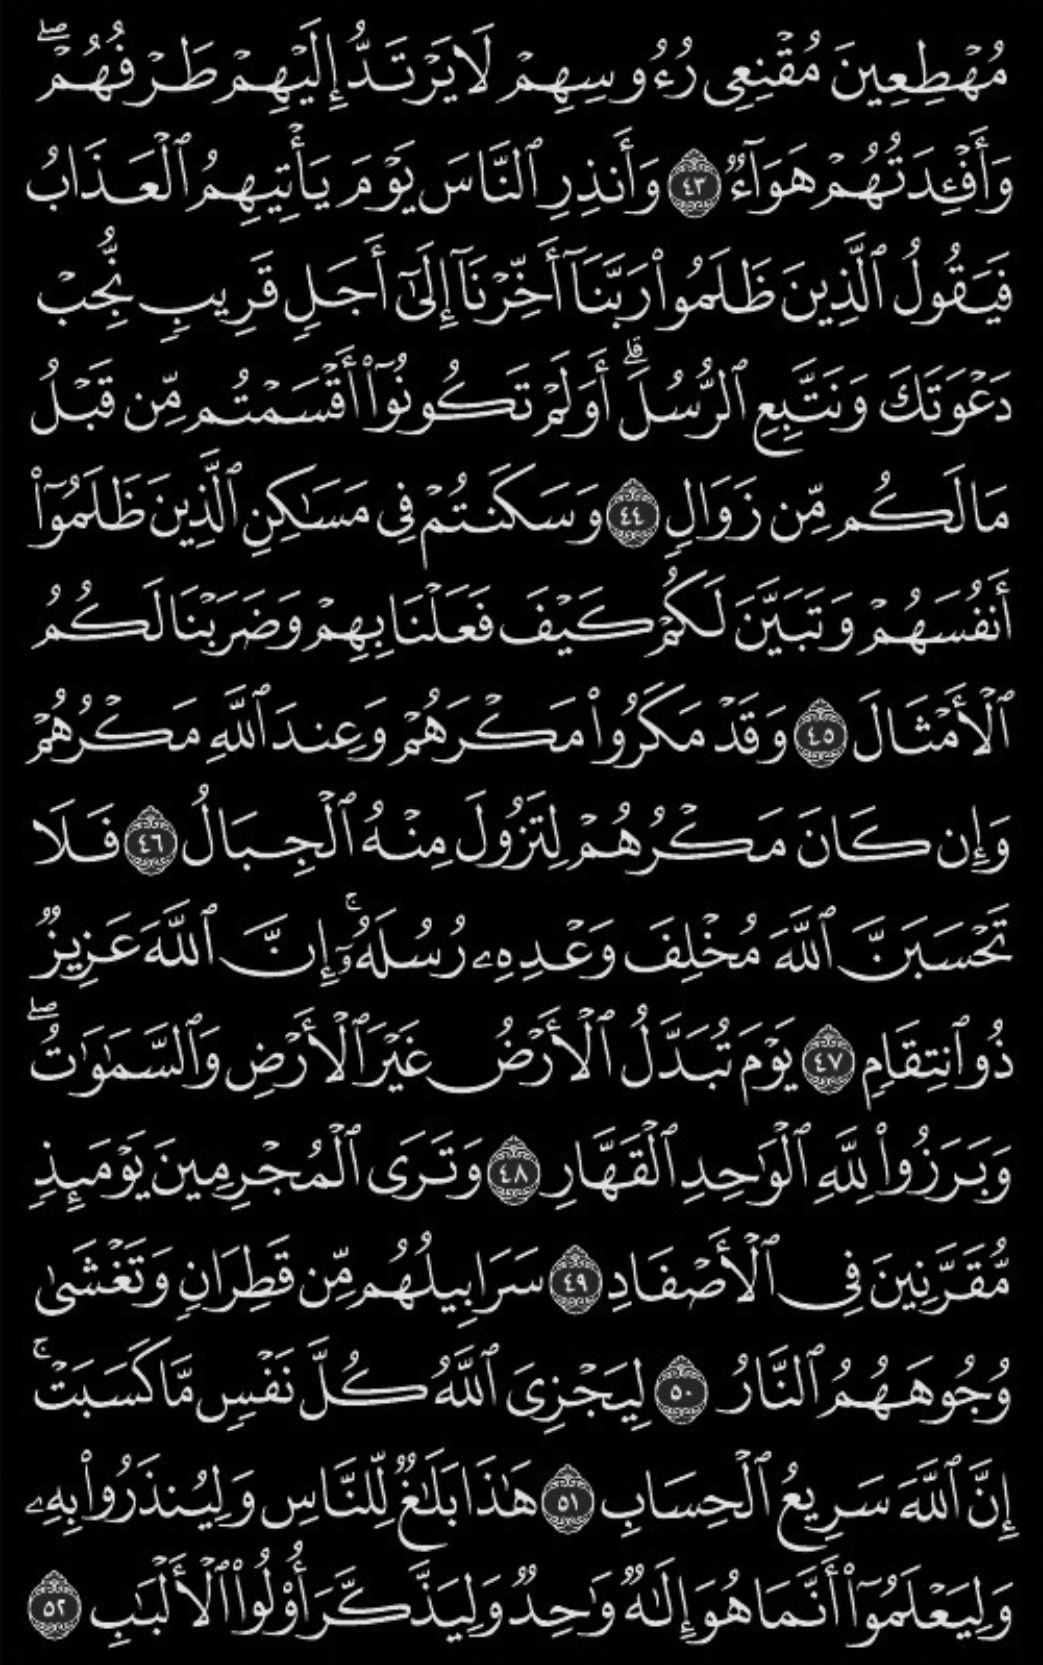 مُهْطِعِينَ مُقْنِعِى رُءُوسِهِمْ لَا يَرْتَدُّ إِلَيْهِمْ طَرْفُهُمْ ۖ
وَأَفْـِٔدَتُهُمْ هَوَآءٌ ٤٣ وَأَنذِرِ ٱلنَّاسَ يَوْمَ يَأْتِيهِمُ ٱلْعَذَابُ
فَيَقُولُ ٱلَّذِينَ ظَلَمُوا۟ رَبَّنَآ أَخِّرْنَآ إِلَىٰٓ أَجَلٍ قَرِيبٍ نُّجِبْ
دَعْوَتَكَ وَنَتَّبِعِ ٱلرُّسُلَ ۗ أَوَلَمْ تَكُونُوٓا۟ أَقْسَمْتُم مِّن قَبْلُ
مَا لَكُم مِّن زَوَالٍ ٤٤ وَسَكَنتُمْ فِى مَسَـٰكِنِ ٱلَّذِينَ ظَلَمُوٓا۟
أَنفُسَهُمْ وَتَبَيَّنَ لَكُمْ كَيْفَ فَعَلْنَا بِهِمْ وَضَرَبْنَا لَكُمُ
ٱلْأَمْثَالَ ٤٥ وَقَدْ مَكَرُوا۟ مَكْرَهُمْ وَعِندَ ٱللَّهِ مَكْرُهُمْ
وَإِن كَانَ مَكْرُهُمْ لِتَزُولَ مِنْهُ ٱلْجِبَالُ ٤٦ فَلَا
تَحْسَبَنَّ ٱللَّهَ مُخْلِفَ وَعْدِهِۦ رُسُلَهُۥٓ ۚ إِنَّ ٱللَّهَ عَزِيزٌ
ذُو ٱنتِقَامٍ ٤٧ يَوْمَ تُبَدَّلُ ٱلْأَرْضُ غَيْرَ ٱلْأَرْضِ وَٱلسَّمَـٰوَٰتُ ۖ
وَبَرَزُوا۟ لِلَّهِ ٱلْوَٰحِدِ ٱلْقَهَّارِ ٤٨ وَتَرَى ٱلْمُجْرِمِينَ يَوْمَئِذٍ
مُّقَرَّنِينَ فِى ٱلْأَصْفَادِ ٤٩ سَرَابِيلُهُم مِّن قَطِرَانٍ وَتَغْشَىٰ
وُجُوهَهُمُ ٱلنَّارُ ٥٠ لِيَجْزِىَ ٱللَّهُ كُلَّ نَفْسٍ مَّا كَسَبَتْ ۚ
إِنَّ ٱللَّهَ سَرِيعُ ٱلْحِسَابِ ٥١ هَـٰذَا بَلَـٰغٌ لِّلنَّاسِ وَلِيُنذَرُوا۟ بِهِۦ
وَلِيَعْلَمُوٓا۟ أَنَّمَا هُوَ إِلَـٰهٌ وَٰحِدٌ وَلِيَذَّكَّرَ أُو۟لُوا۟ ٱلْأَلْبَـٰبِ ٥٢